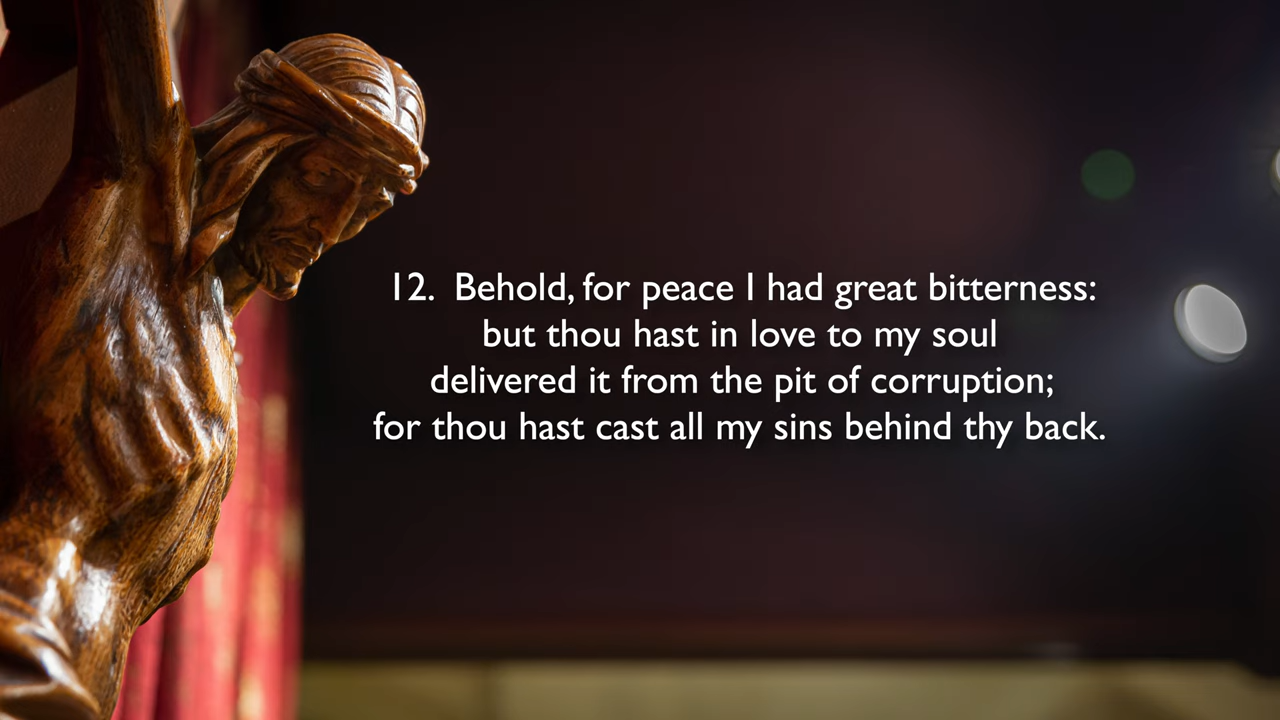 12. Behold, for peace I had great bitterness:
but thou hast in love to my soul
delivered it from the pit of corruption;
for thou hast cast all my sins behind thy back.